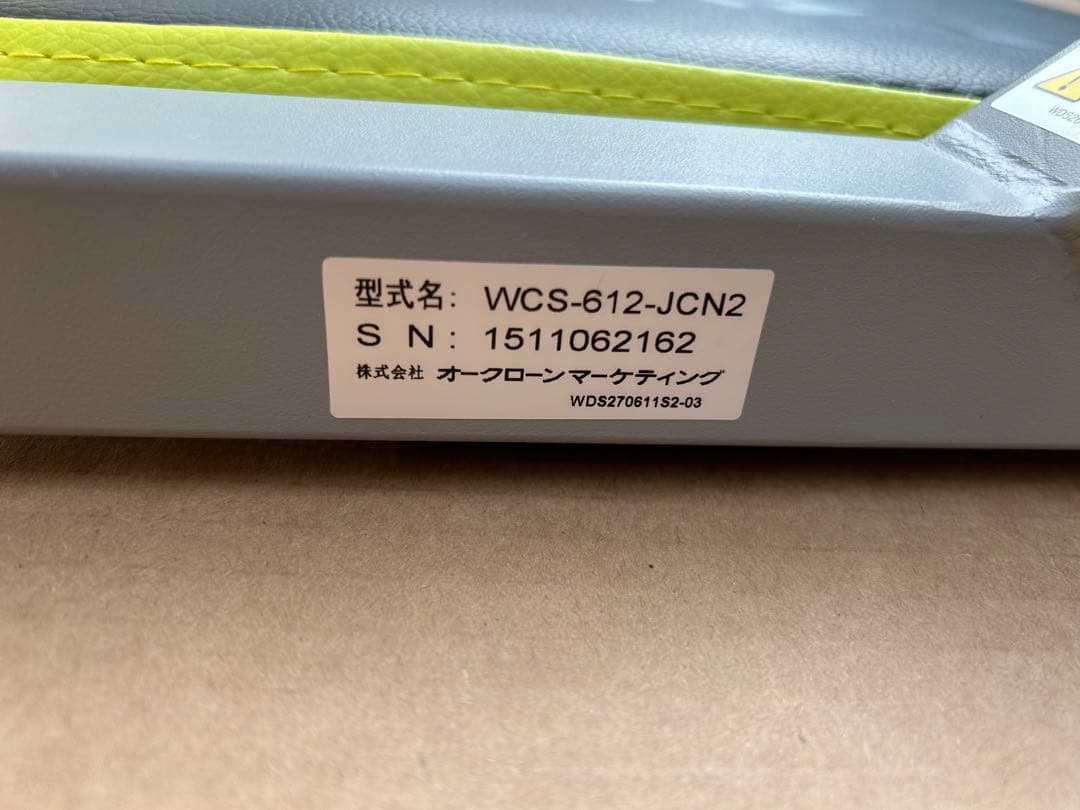 型式名： WCS-612-JCN2
S N： 1511062162
株式会社 オークローンマーケティング
WDS270611S2-03